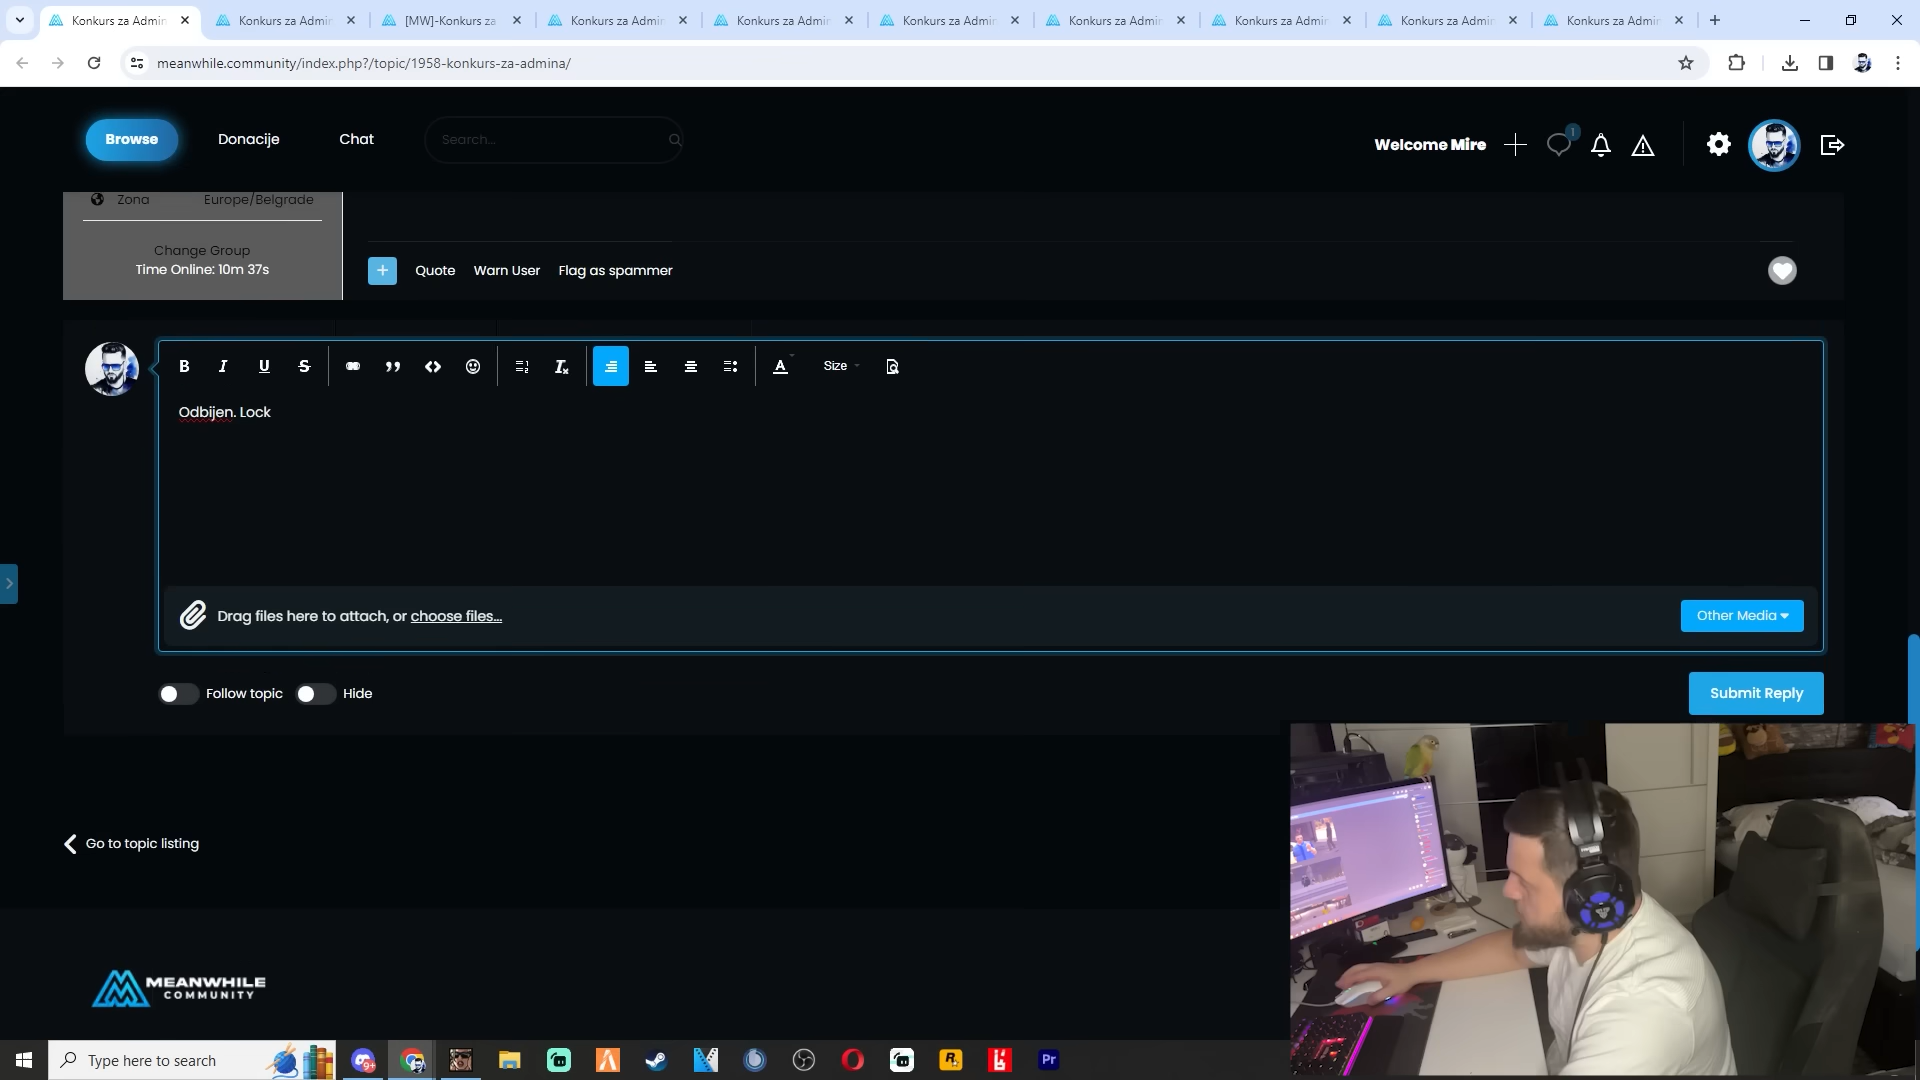 Konkurs za Admin
Konkurs za Admin
[MW]-Konkurs za
Konkurs za Admin
Konkurs za Admin
Konkurs za Admin
Konkurs za Admin
Konkurs za Admin
Konkurs za Admin
Konkurs za Admin
meanwhile.community/index.php?/topic/1958-konkurs-za-admina/
Browse
Donacije
Chat
Search...
Welcome Mire
1
Zona Europe/Belgrade
Change Group
Time Online: 10m 37s
Quote
Warn User
Flag as spammer
Size
Odbijen. Lock
Drag files here to attach, or choose files...
Other Media
Follow topic
Hide
Submit Reply
Go to topic listing
MEANWHILE
COMMUNITY
Type here to search
9+
R
Pr